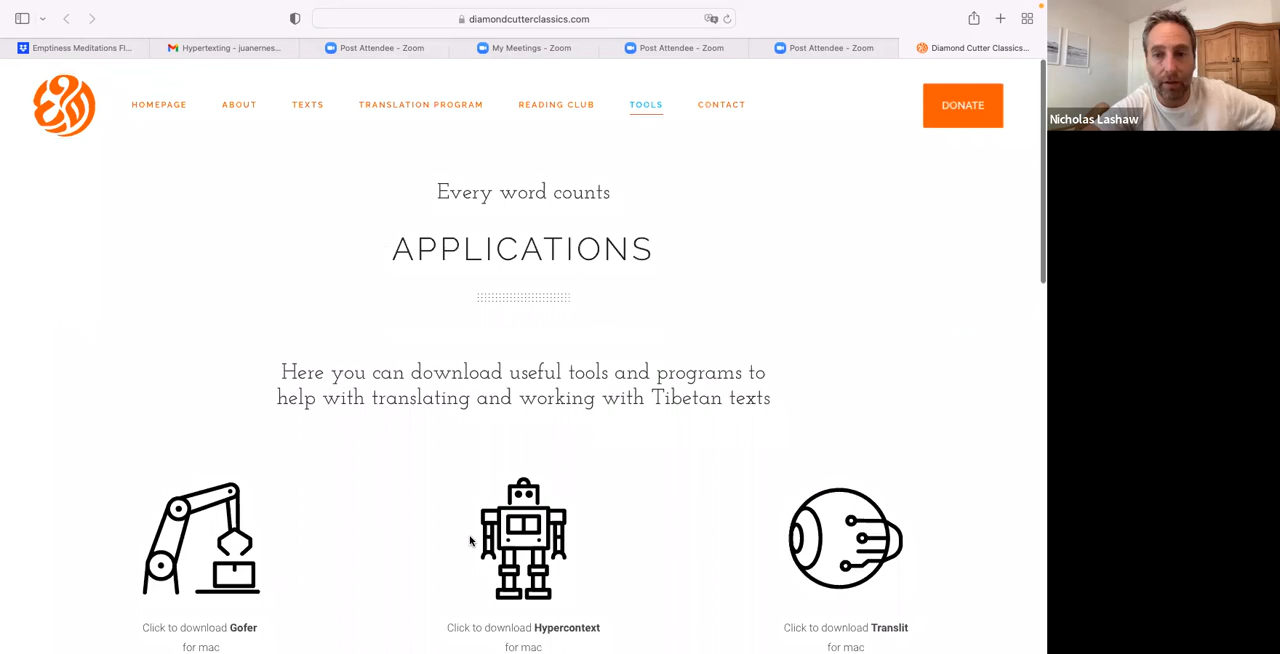 diamondcutterclassics.com
Emptiness Meditations Fl...
Hypertexting - juanernes...
Post Attendee - Zoom
My Meetings - Zoom
Post Attendee - Zoom
Post Attendee - Zoom
Diamond Cutter Classics...
HOMEPAGE
ABOUT
TEXTS
TRANSLATION PROGRAM
READING CLUB
TOOLS
CONTACT
DONATE
Nicholas Lashaw
Every word counts
APPLICATIONS
Here you can download useful tools and programs to
help with translating and working with Tibetan texts
Click to download Gofer
for mac
Click to download Hypercontext
for mac
Click to download Translit
for mac